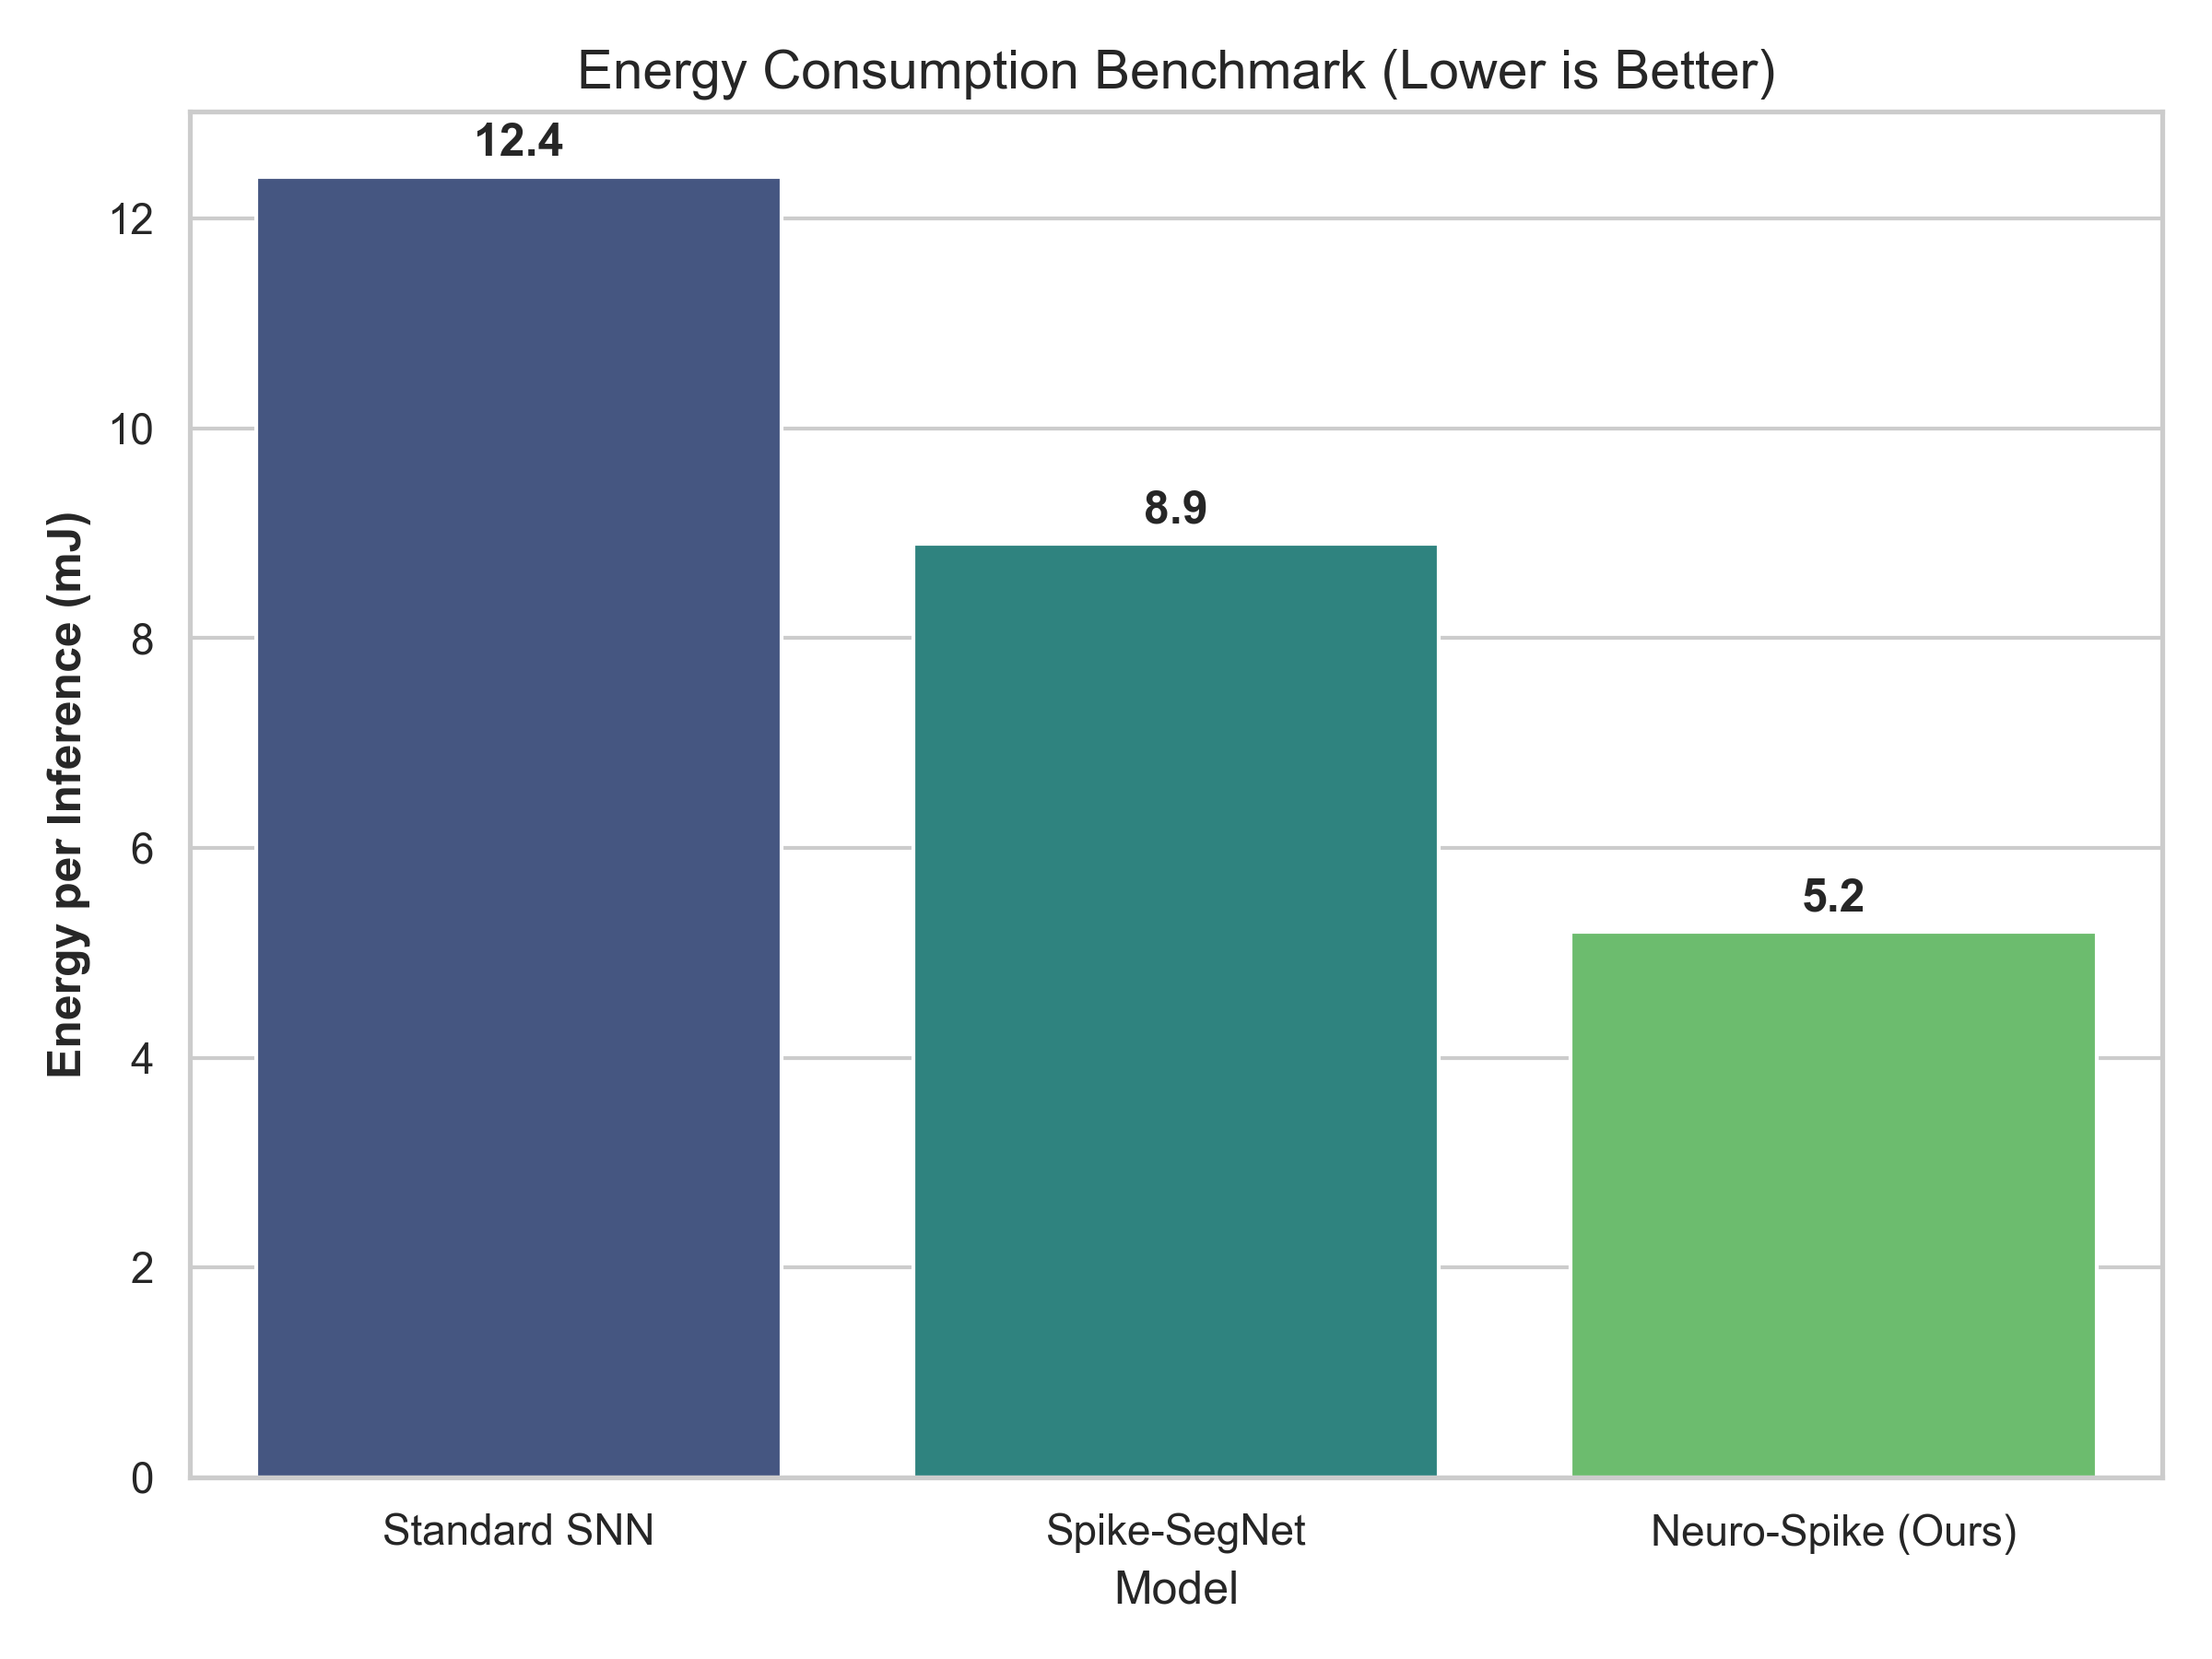 Energy Consumption Benchmark (Lower is Better)
12.4
8.9
5.2
Energy per Inference (mJ)
12
10
8
6
4
2
0
Standard SNN
Spike-SegNet
Neuro-Spike (Ours)
Model